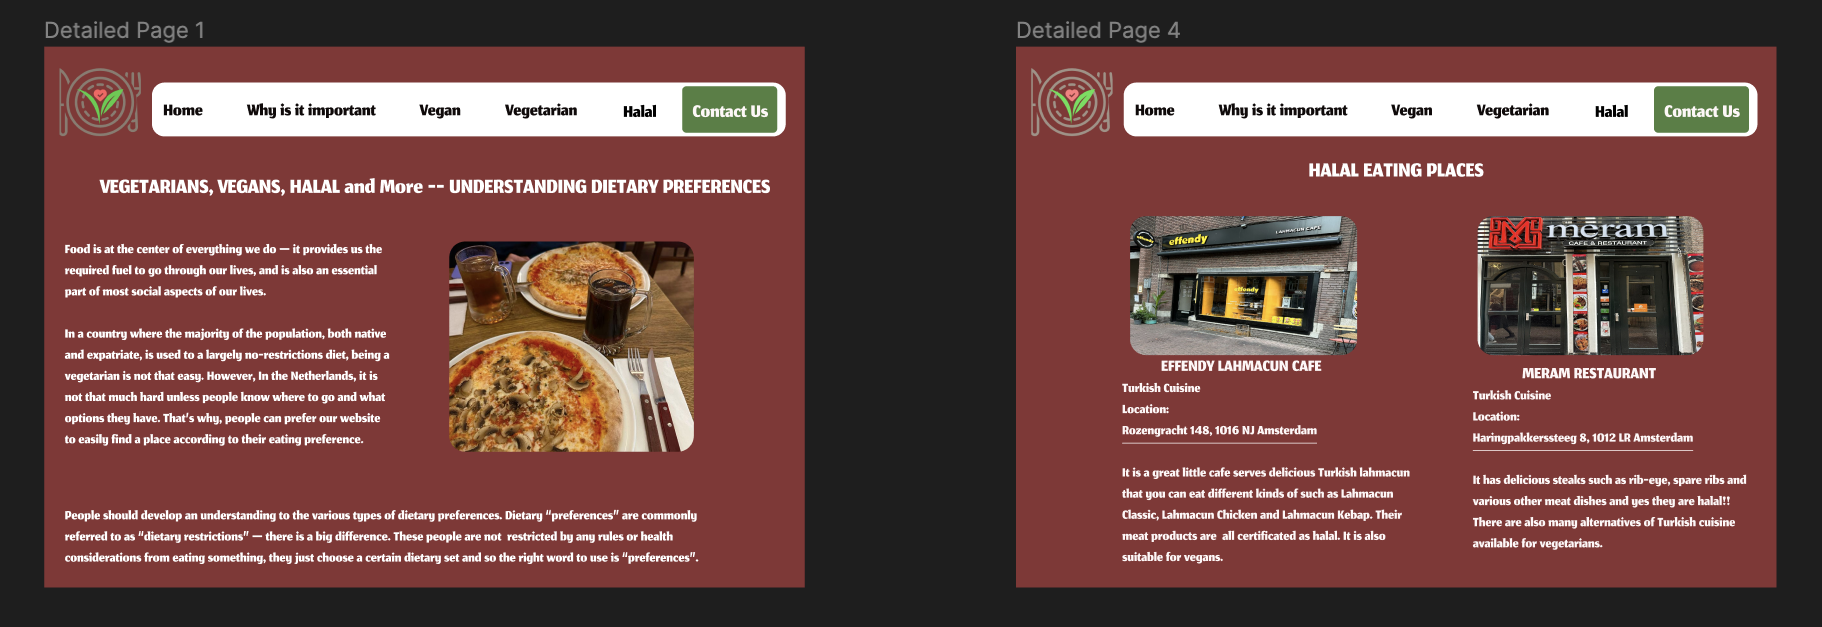 Detailed Page 1
Home Why is it important Vegan Vegetarian Halal Contact Us
VEGETARIANS, VEGANS, HALAL and More -- UNDERSTANDING DIETARY PREFERENCES
Food is at the center of everything we do — it provides us the
required fuel to go through our lives, and is also an essential
part of most social aspects of our lives.
In a country where the majority of the population, both native
and expatriate, is used to a largely no-restrictions diet, being a
vegetarian is not that easy. However, In the Netherlands, it is
not that much hard unless people know where to go and what
options they have. That's why, people can prefer our website
to easily find a place according to their eating preference.
People should develop an understanding to the various types of dietary preferences. Dietary "preferences" are commonly
referred to as "dietary restrictions" — there is a big difference. These people are not  restricted by any rules or health
considerations from eating something, they just choose a certain dietary set and so the right word to use is "preferences".
Detailed Page 4
Home Why is it important Vegan Vegetarian Halal Contact Us
HALAL EATING PLACES
effendy LAHMACUN CAFE
effendy
EFFENDY LAHMACUN CAFE
Turkish Cuisine
Location:
Rozengracht 148, 1016 NJ Amsterdam
It is a great little cafe serves delicious Turkish lahmacun
that you can eat different kinds of such as Lahmacun
Classic, Lahmacun Chicken and Lahmacun Kebap. Their
meat products are  all certificated as halal. It is also
suitable for vegans.
meram
CAFE & RESTAURANT
MERAM RESTAURANT
Turkish Cuisine
Location:
Haringpakkerssteeg 8, 1012 LR Amsterdam
It has delicious steaks such as rib-eye, spare ribs and
various other meat dishes and yes they are halal!!
There are also many alternatives of Turkish cuisine
available for vegetarians.